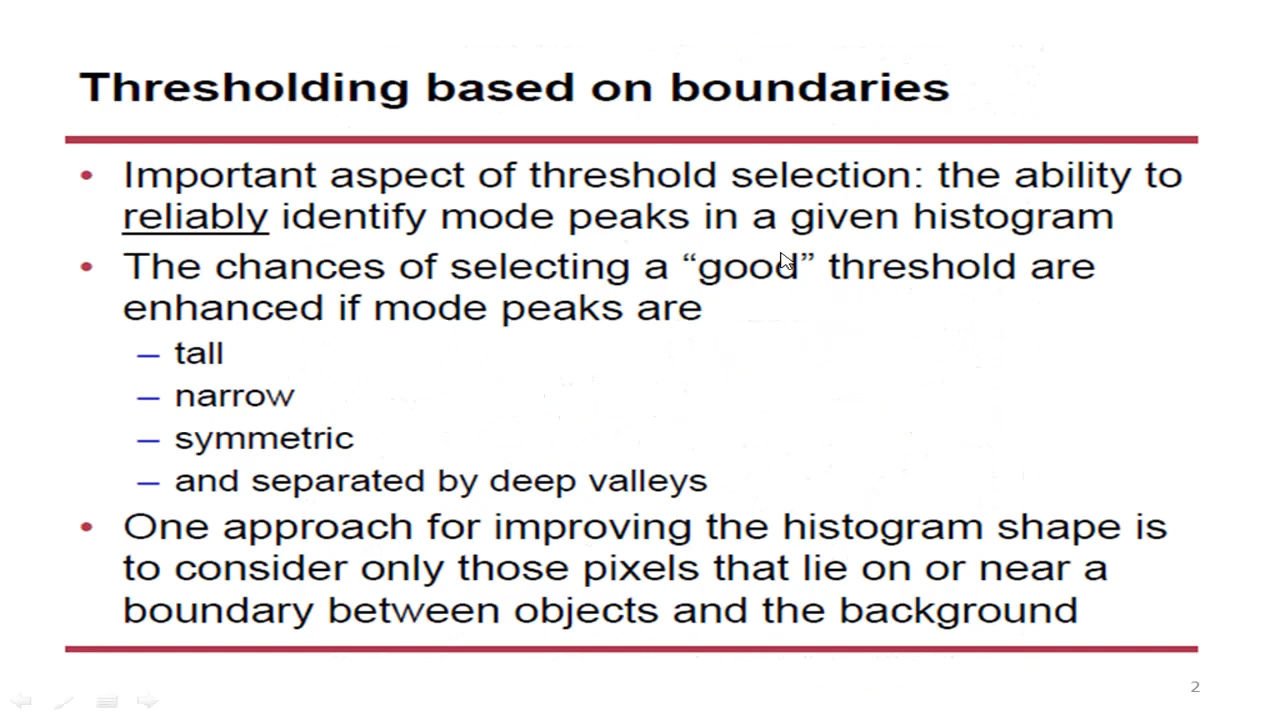 Thresholding based on boundaries
• Important aspect of threshold selection: the ability to
reliably identify mode peaks in a given histogram
• The chances of selecting a “good” threshold are
enhanced if mode peaks are
– tall
– narrow
– symmetric
– and separated by deep valleys
• One approach for improving the histogram shape is
to consider only those pixels that lie on or near a
boundary between objects and the background
2